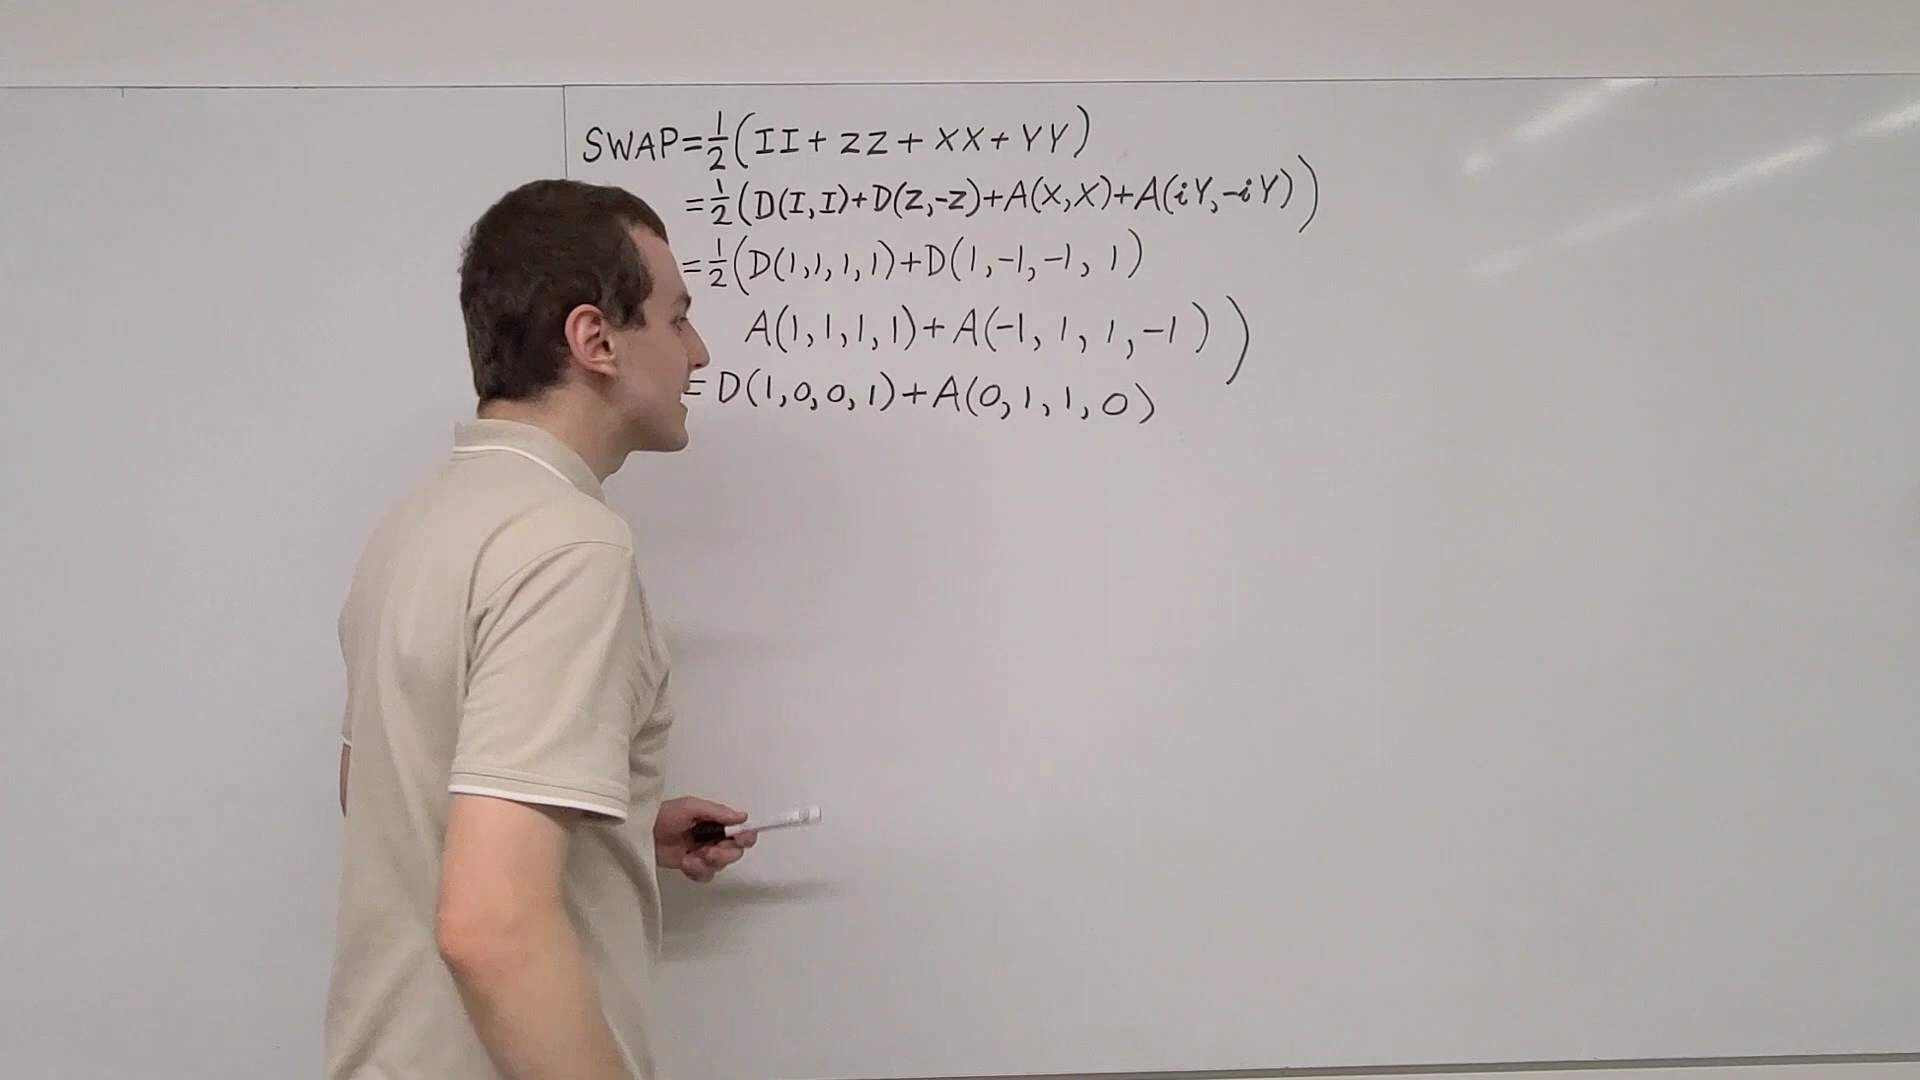 SWAP=½(II+ZZ+XX+YY)
=½(D(I,I)+D(Z,-Z)+A(X,X)+A(iY,-iY))
=½(D(1,1,1,1)+D(1,-1,-1,1)
A(1,1,1,1)+A(-1,1,1,-1))
=D(1,0,0,1)+A(0,1,1,0)